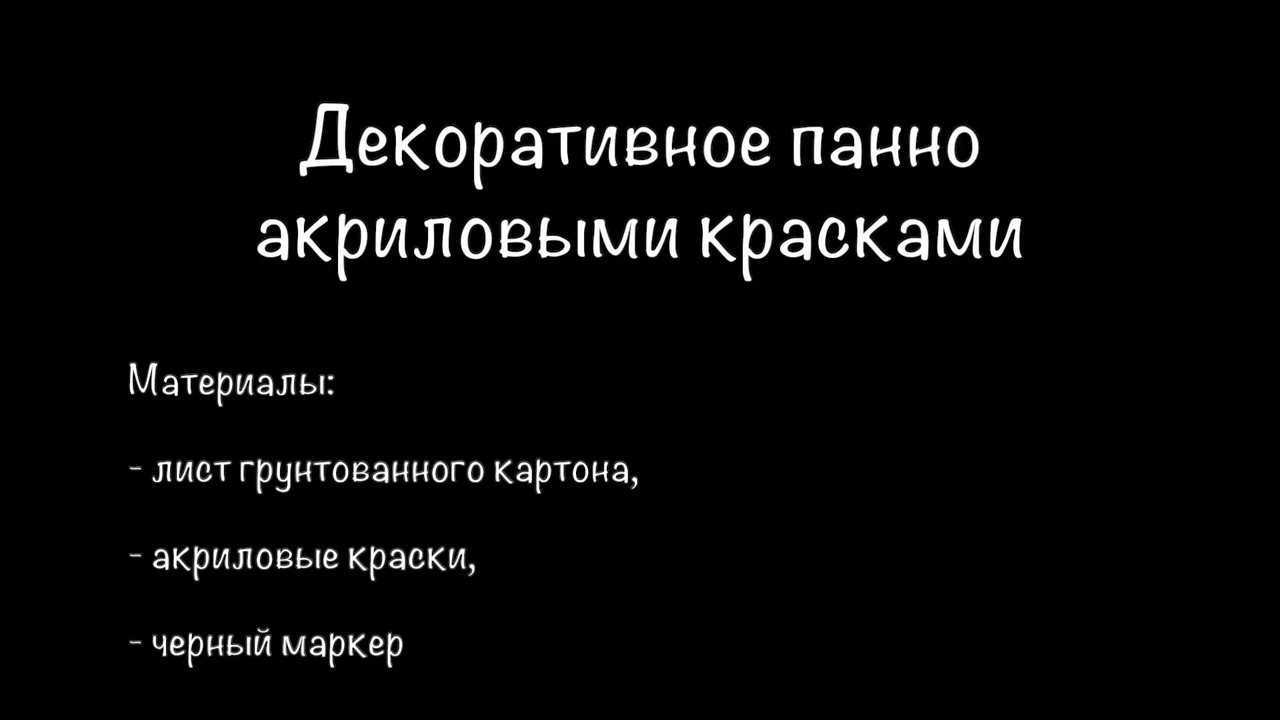 Декоративное панно
акриловыми красками
Материалы:
- лист грунтованного картона,
- акриловые краски,
- черный маркер